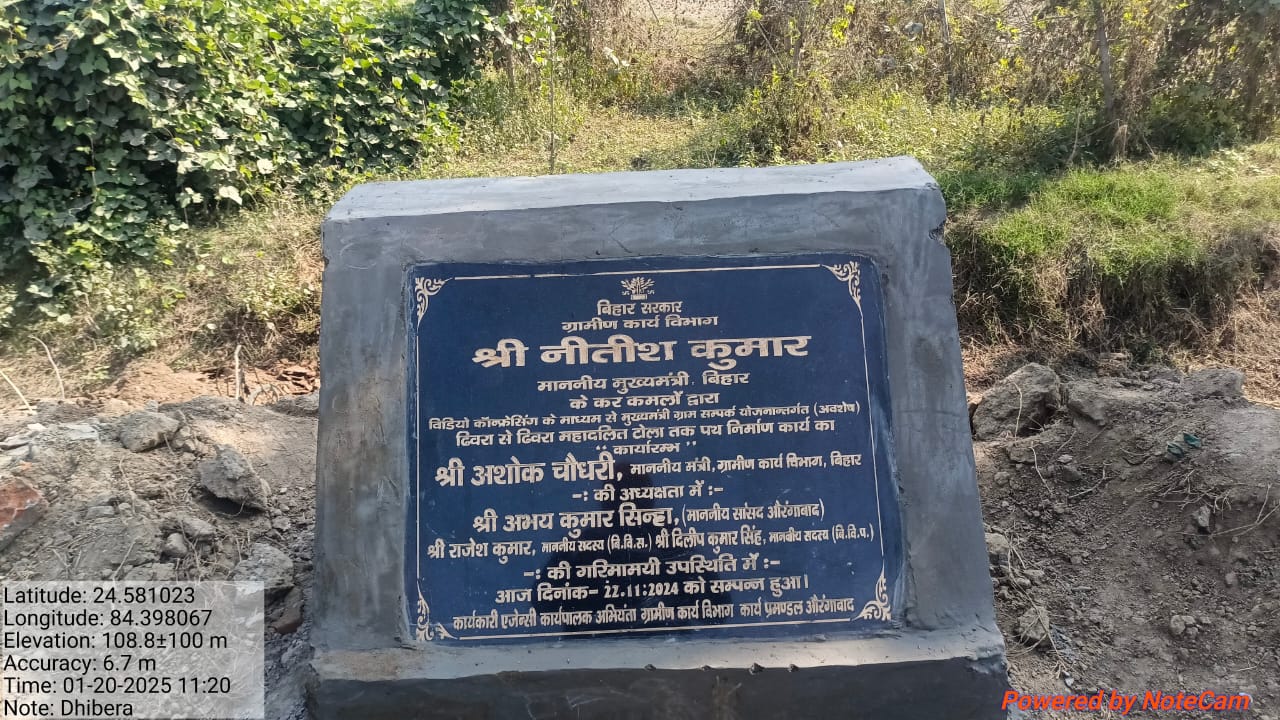 बिहार सरकार
ग्रामीण कार्य विभाग
श्री नीतीश कुमार
माननीय मुख्यमंत्री, बिहार
के कर कमलों द्वारा
विडियो कॉन्फ्रेसिंग के माध्यम से मुख्यमंत्री ग्राम सम्पर्क योजनान्तर्गत (अवशेष)
ढिबरा से ढिबरा महादलित टोला तक पथ निर्माण कार्य का
"कार्यारम्भ"
श्री अशोक चौधरी, माननीय मंत्री, ग्रामीण कार्य विभाग, बिहार
-: की अध्यक्षता में :-
श्री अभय कुमार सिन्हा, (माननीय सांसद औरंगाबाद)
श्री राजेश कुमार, माननीय सदस्य (बि.वि.स.) श्री दिलीप कुमार सिंह, माननीय सदस्य (बि.वि.प.)
-: की गरिमामयी उपस्थिति में :-
आज दिनांक- 22.11:2024 को सम्पन्न हुआ।
कार्यकारी एजेन्सी कार्यपालक अभियंता ग्रामीण कार्य विभाग कार्य प्रमण्डल औरंगाबाद
Latitude: 24.581023
Longitude: 84.398067
Elevation: 108.8±100 m
Accuracy: 6.7 m
Time: 01-20-2025 11:20
Note: Dhibera
Powered by NoteCam